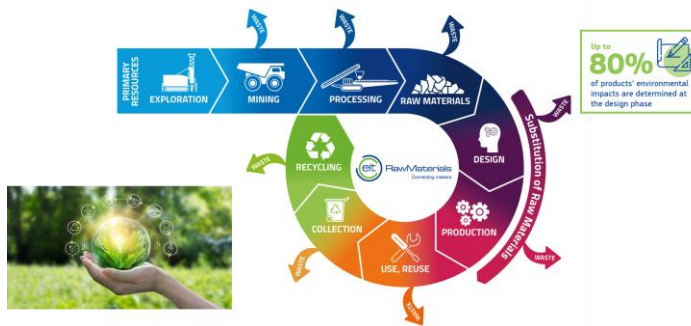 WASTE
WASTE
WASTE
PRIMARY
RESOURCES
EXPLORATION
MINING
PROCESSING
RAW MATERIALS
Up to
80%
of products' environmental
impacts are determined at
the design phase
WASTE
Substitution of Raw Materials
DESIGN
PRODUCTION
WASTE
USE, REUSE
WASTE
COLLECTION
WASTE
RECYCLING
WASTE
eit RawMaterials
Connecting matters